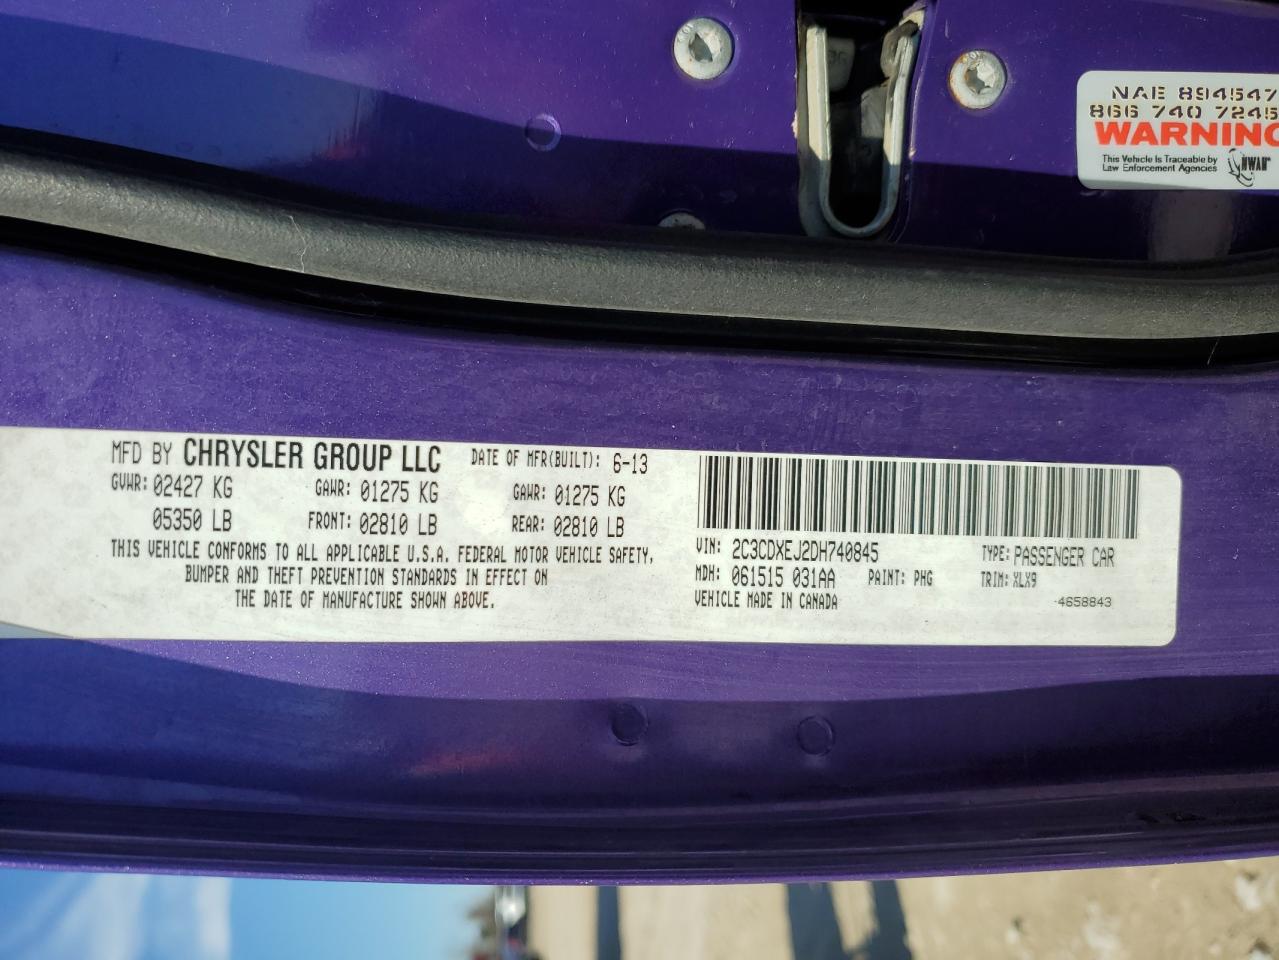 NAE 894547
866 740 7245
WARNING
This Vehicle Is Traceable by
Law Enforcement Agencies
NWAN
MFD BY CHRYSLER GROUP LLC DATE OF MFR(BUILT): 6-13
GVWR: 02427 KG GAWR: 01275 KG GAWR: 01275 KG
05350 LB FRONT: 02810 LB REAR: 02810 LB
THIS VEHICLE CONFORMS TO ALL APPLICABLE U.S.A. FEDERAL MOTOR VEHICLE SAFETY,
BUMPER AND THEFT PREVENTION STANDARDS IN EFFECT ON
THE DATE OF MANUFACTURE SHOWN ABOVE.
VIN: 2C3CDXEJ2DH740845 TYPE: PASSENGER CAR
MDH: 061515 031AA PAINT: PHG TRIM: XLX9
VEHICLE MADE IN CANADA 4658843